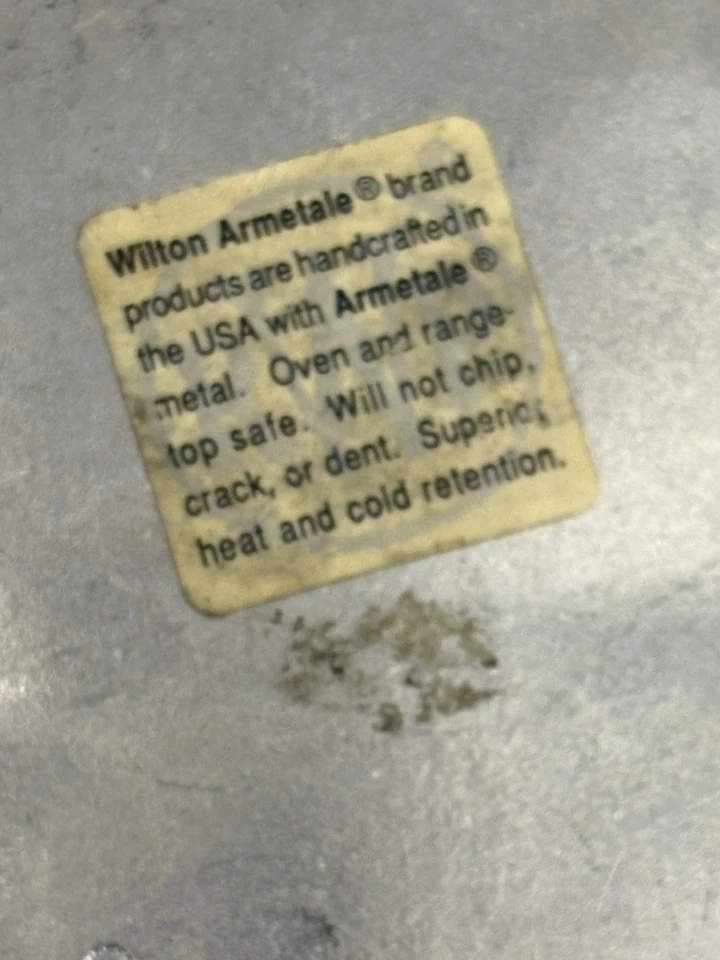 Wilton Armetale® brand
products are handcrafted in
the USA with Armetale®
metal. Oven and range-
top safe. Will not chip,
crack, or dent. Superior
heat and cold retention.